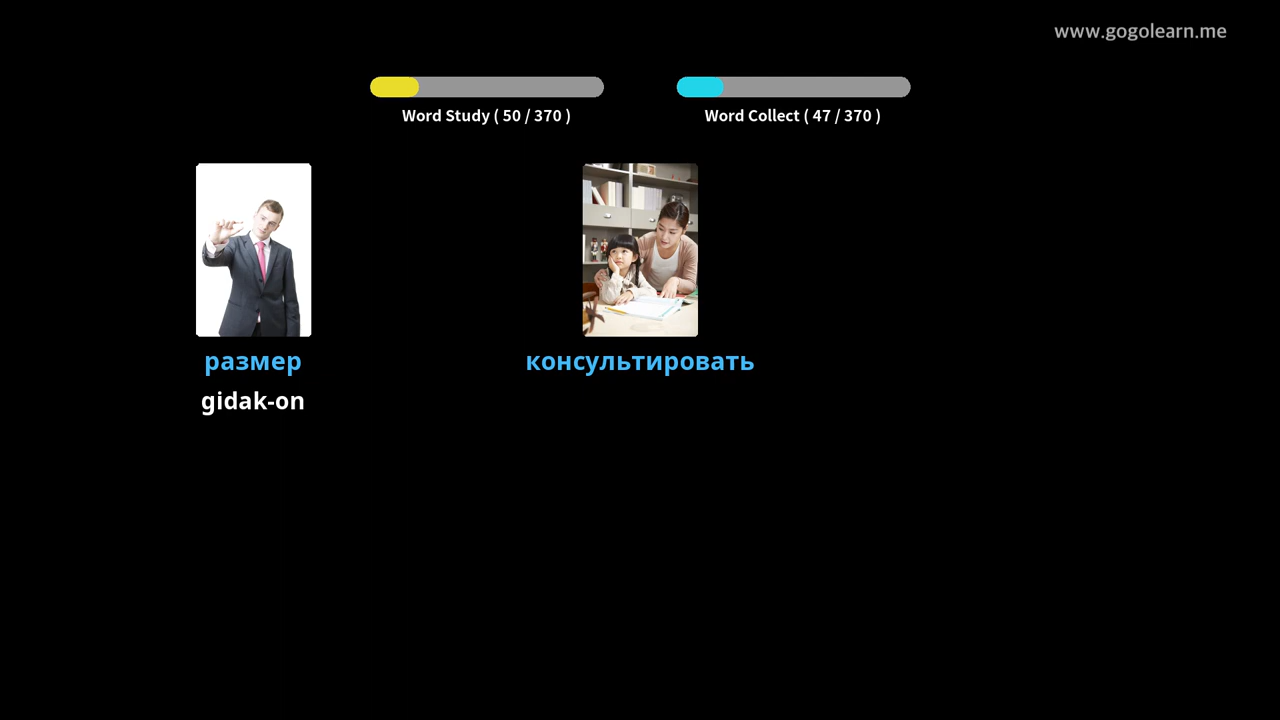 www.gogolearn.me
Word Study ( 50 / 370 )
Word Collect ( 47 / 370 )
размер
консультировать
gidak-on